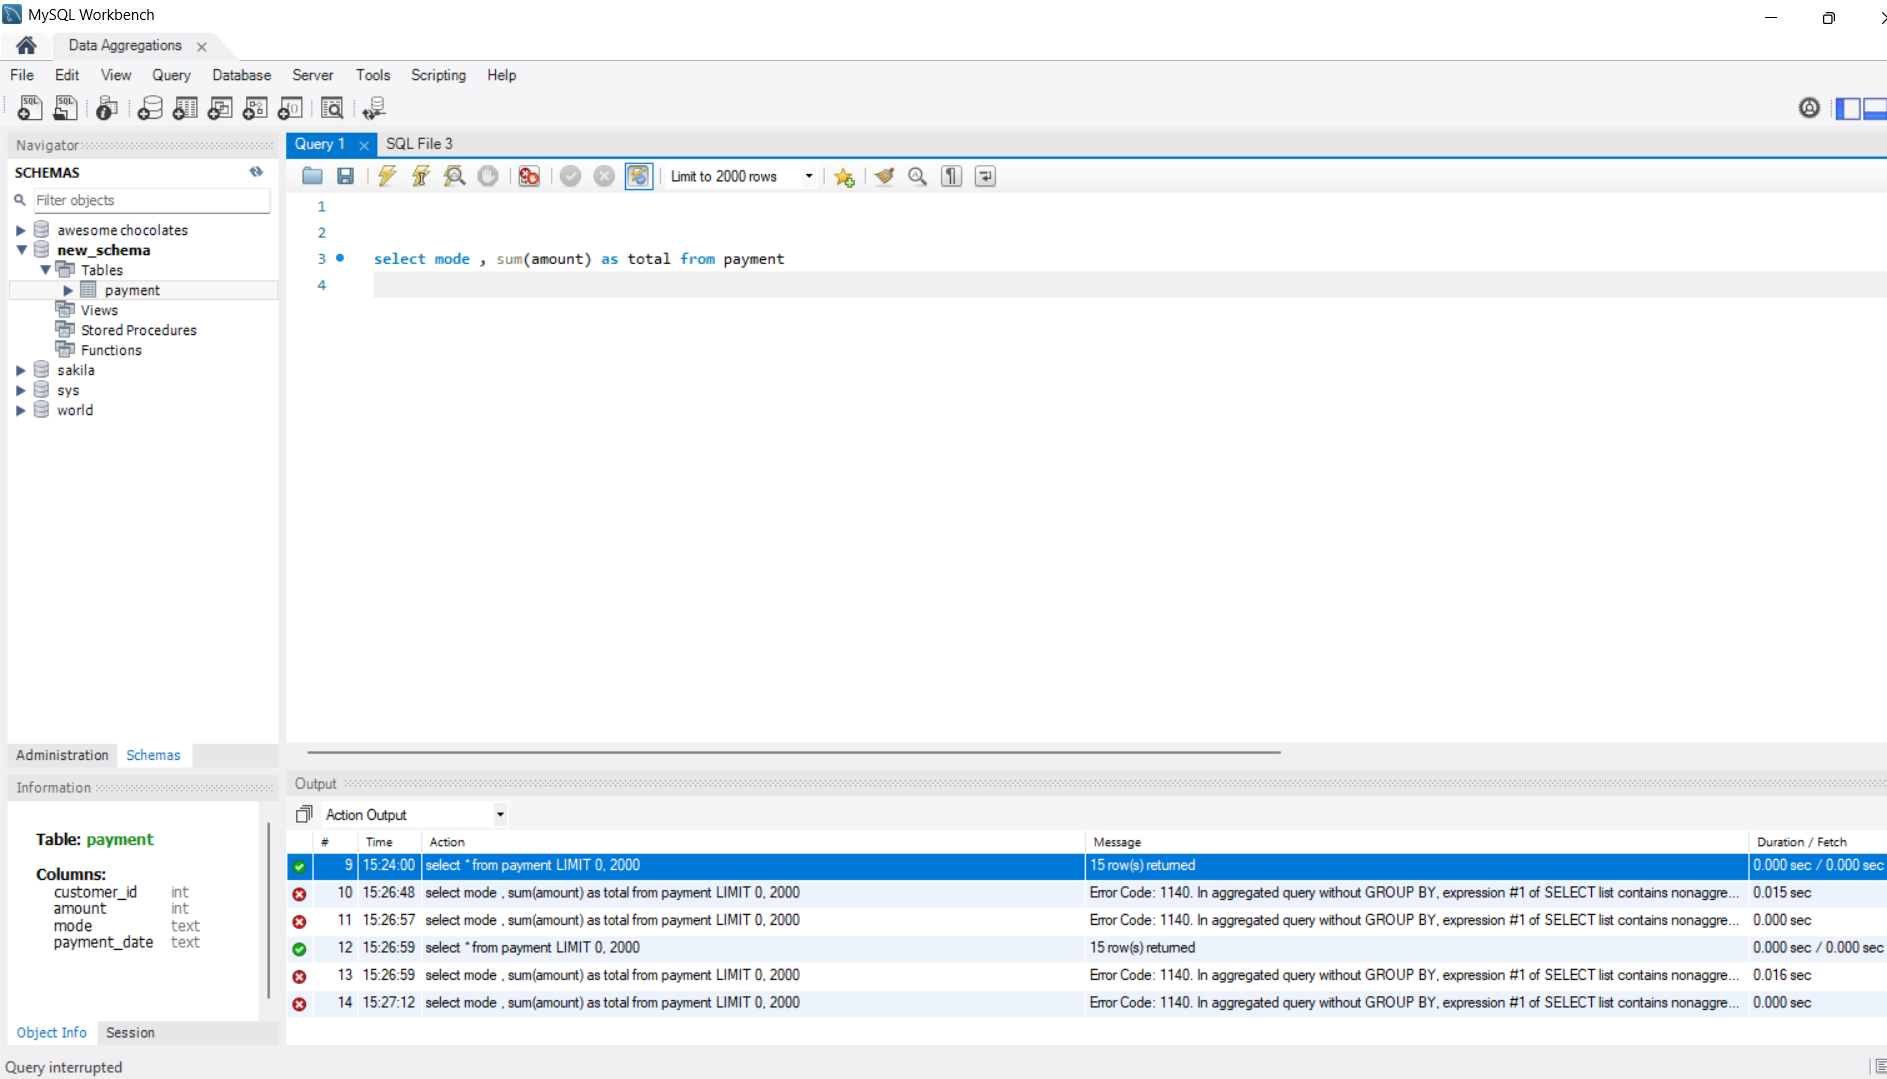 MySQL Workbench
Data Aggregations
File Edit View Query Database Server Tools Scripting Help
Navigator
SCHEMAS
Filter objects
awesome chocolates
new_schema
Tables
payment
Views
Stored Procedures
Functions
sakila
sys
world
Administration Schemas
Information
Table: payment
Columns:
customer_id int
amount int
mode text
payment_date text
Object Info Session
Query 1 SQL File 3
Limit to 2000 rows
1
2
3 select mode , sum(amount) as total from payment
4
Output
Action Output
# Time Action Message Duration / Fetch
9 15:24:00 select * from payment LIMIT 0, 2000 15 row(s) returned 0.000 sec / 0.000 sec
10 15:26:48 select mode , sum(amount) as total from payment LIMIT 0, 2000 Error Code: 1140. In aggregated query without GROUP BY, expression #1 of SELECT list contains nonaggre... 0.015 sec
11 15:26:57 select mode , sum(amount) as total from payment LIMIT 0, 2000 Error Code: 1140. In aggregated query without GROUP BY, expression #1 of SELECT list contains nonaggre... 0.000 sec
12 15:26:59 select * from payment LIMIT 0, 2000 15 row(s) returned 0.000 sec / 0.000 sec
13 15:26:59 select mode , sum(amount) as total from payment LIMIT 0, 2000 Error Code: 1140. In aggregated query without GROUP BY, expression #1 of SELECT list contains nonaggre... 0.016 sec
14 15:27:12 select mode , sum(amount) as total from payment LIMIT 0, 2000 Error Code: 1140. In aggregated query without GROUP BY, expression #1 of SELECT list contains nonaggre... 0.000 sec
Query interrupted